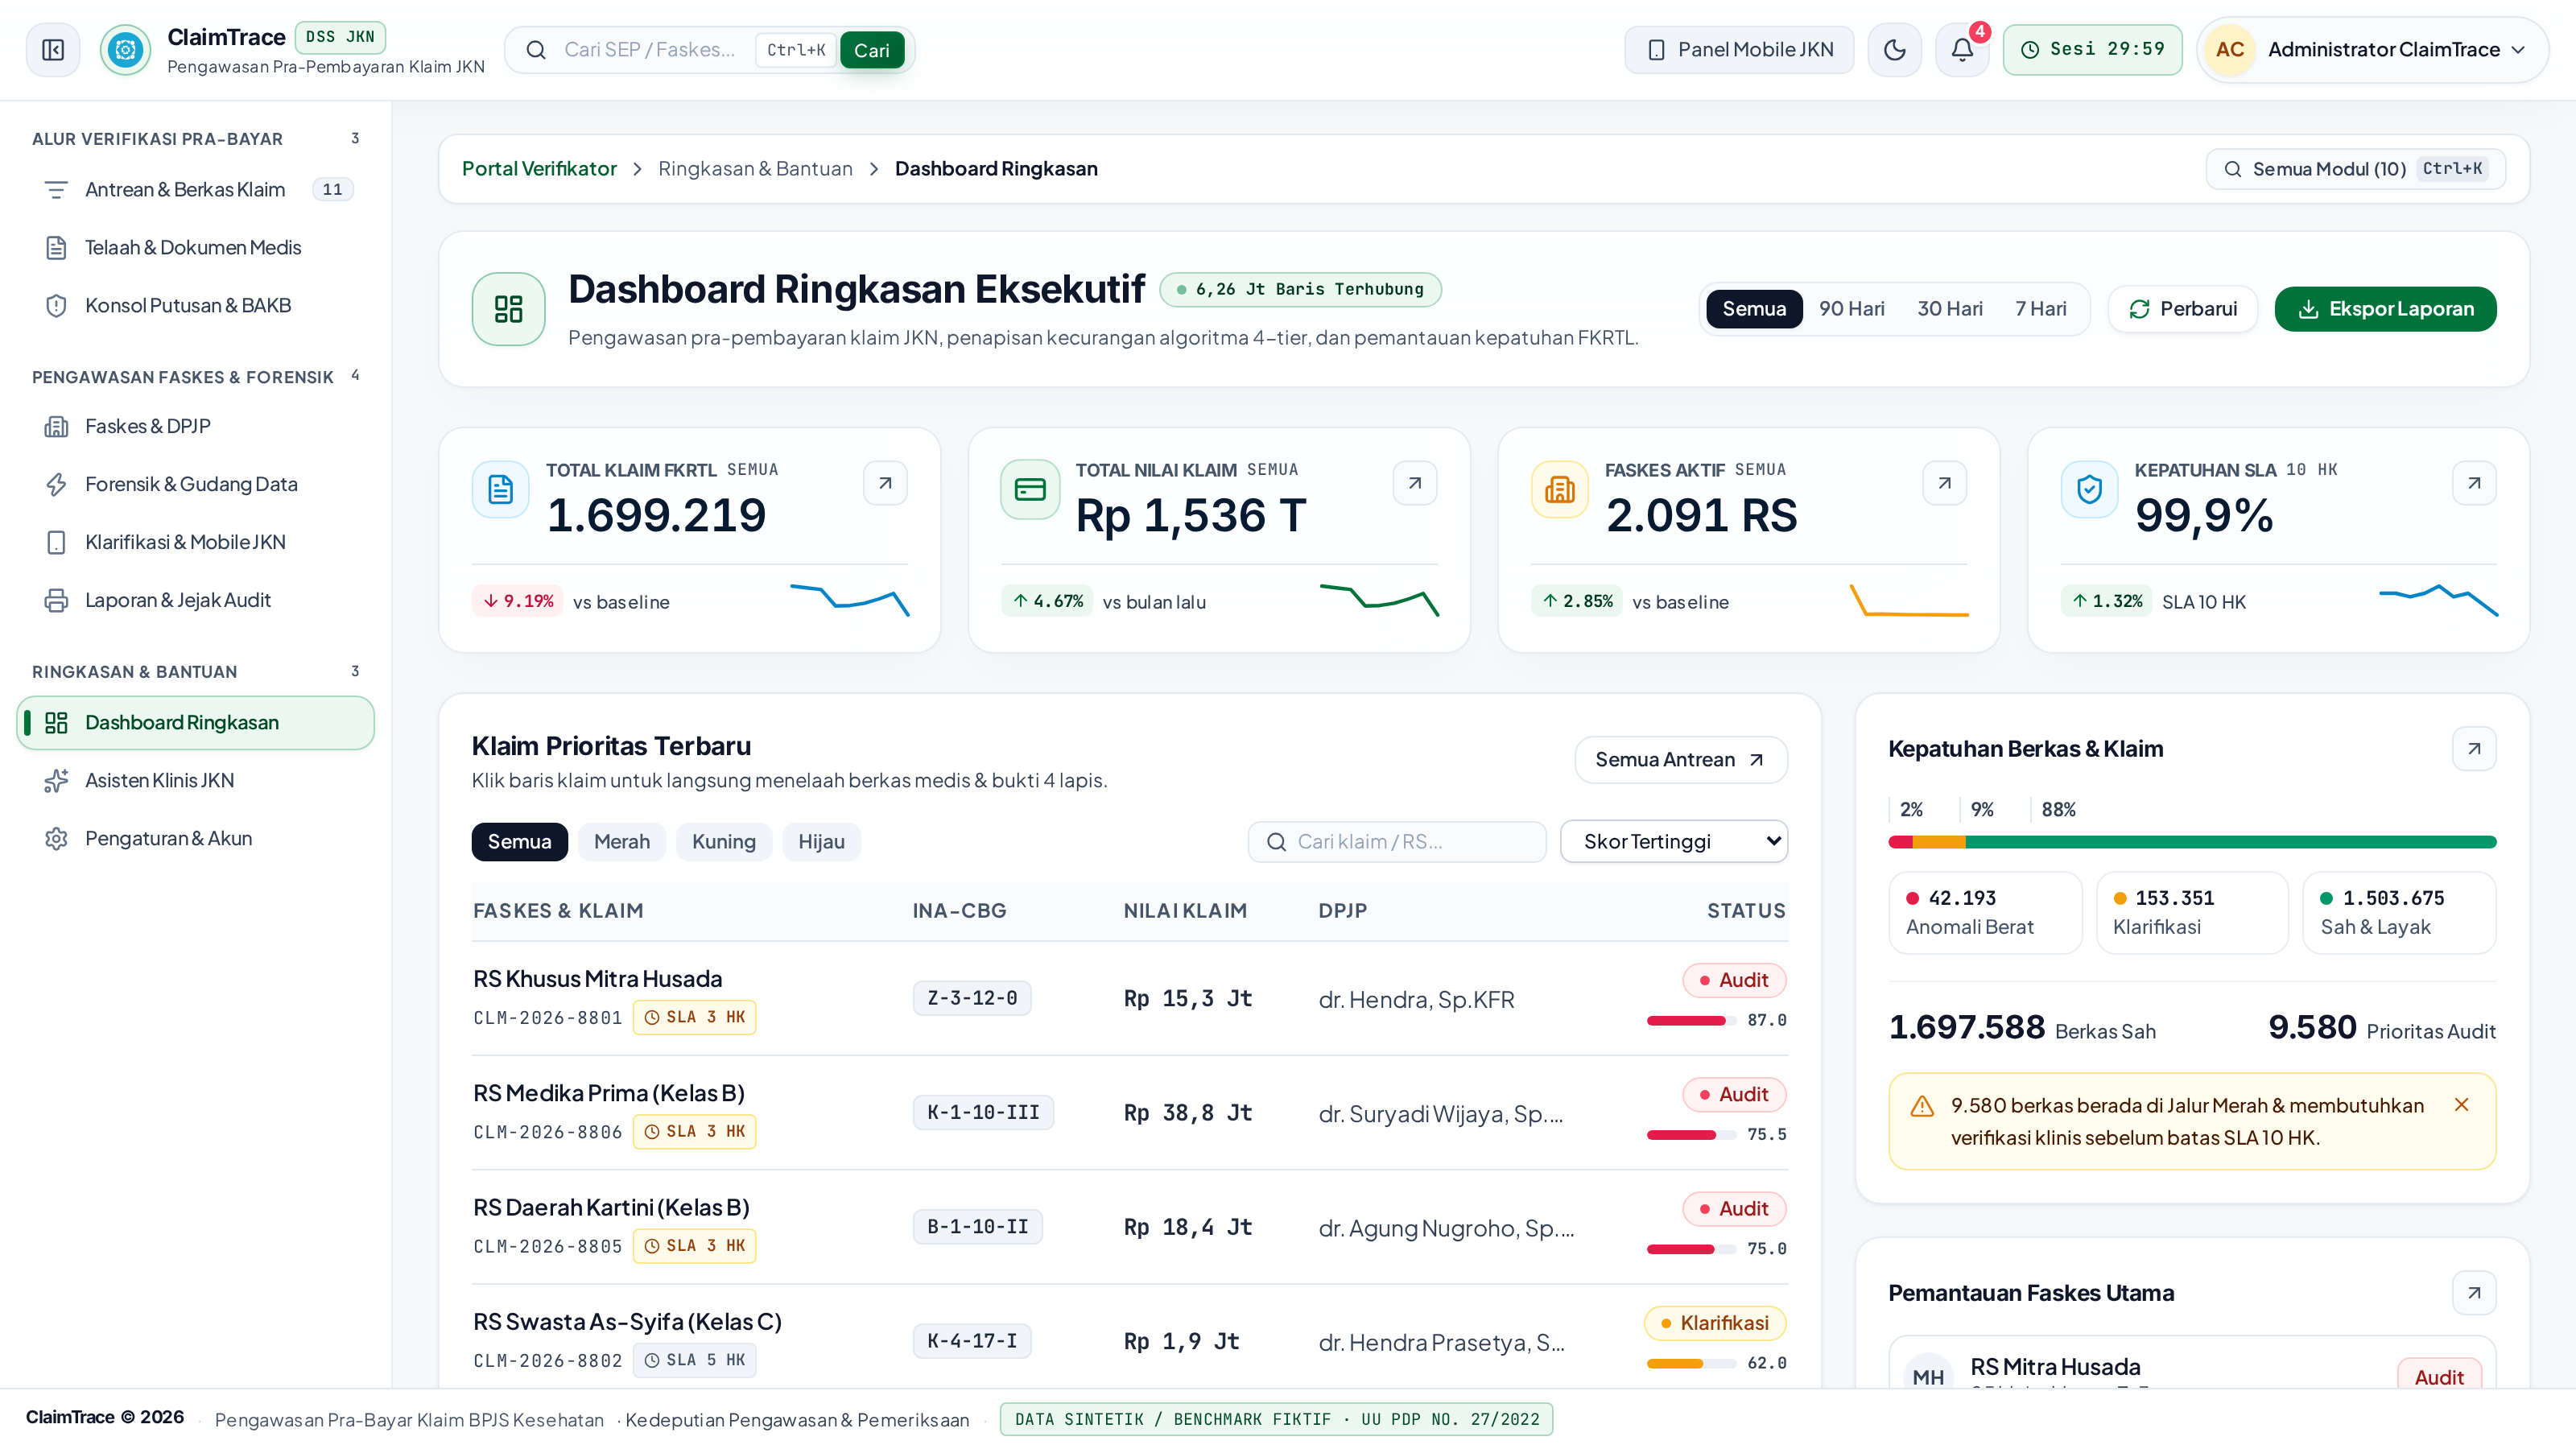 ClaimTrace DSS JKN
Pengawasan Pra-Pembayaran Klaim JKN
Cari SEP / Faskes... Ctrl+K Cari
Panel Mobile JKN
4
Sesi 29:59
AC Administrator ClaimTrace
ALUR VERIFIKASI PRA-BAYAR 3
Antrean & Berkas Klaim 11
Telaah & Dokumen Medis
Konsol Putusan & BAKB
PENGAWASAN FASKES & FORENSIK 4
Faskes & DPJP
Forensik & Gudang Data
Klarifikasi & Mobile JKN
Laporan & Jejak Audit
RINGKASAN & BANTUAN 3
Dashboard Ringkasan
Asisten Klinis JKN
Pengaturan & Akun
Portal Verifikator Ringkasan & Bantuan Dashboard Ringkasan
Semua Modul (10) Ctrl+K
Dashboard Ringkasan Eksekutif 6,26 Jt Baris Terhubung
Pengawasan pra-pembayaran klaim JKN, penapisan kecurangan algoritma 4-tier, dan pemantauan kepatuhan FKRTL.
Semua 90 Hari 30 Hari 7 Hari Perbarui Ekspor Laporan
TOTAL KLAIM FKRTL SEMUA
1.699.219
9.19% vs baseline
TOTAL NILAI KLAIM SEMUA
Rp 1,536 T
4.67% vs bulan lalu
FASKES AKTIF SEMUA
2.091 RS
2.85% vs baseline
KEPATUHAN SLA 10 HK
99,9%
1.32% SLA 10 HK
Klaim Prioritas Terbaru
Klik baris klaim untuk langsung menelaah berkas medis & bukti 4 lapis.
Semua Antrean
Semua Merah Kuning Hijau Cari klaim / RS... Skor Tertinggi
FASKES & KLAIM INA-CBG NILAI KLAIM DPJP STATUS
RS Khusus Mitra Husada
CLM-2026-8801 SLA 3 HK
Z-3-12-0 Rp 15,3 Jt dr. Hendra, Sp.KFR
Audit
87.0
RS Medika Prima (Kelas B)
CLM-2026-8806 SLA 3 HK
K-1-10-III Rp 38,8 Jt dr. Suryadi Wijaya, Sp....
Audit
75.5
RS Daerah Kartini (Kelas B)
CLM-2026-8805 SLA 3 HK
B-1-10-II Rp 18,4 Jt dr. Agung Nugroho, Sp....
Audit
75.0
RS Swasta As-Syifa (Kelas C)
CLM-2026-8802 SLA 5 HK
K-4-17-I Rp 1,9 Jt dr. Hendra Prasetya, S...
Klarifikasi
62.0
Kepatuhan Berkas & Klaim
2% 9% 88%
42.193
Anomali Berat
153.351
Klarifikasi
1.503.675
Sah & Layak
1.697.588 Berkas Sah 9.580 Prioritas Audit
9.580 berkas berada di Jalur Merah & membutuhkan
verifikasi klinis sebelum batas SLA 10 HK.
Pemantauan Faskes Utama
MH RS Mitra Husada Audit
ClaimTrace © 2026 · Pengawasan Pra-Bayar Klaim BPJS Kesehatan · Kedeputian Pengawasan & Pemeriksaan · DATA SINTETIK / BENCHMARK FIKTIF · UU PDP NO. 27/2022